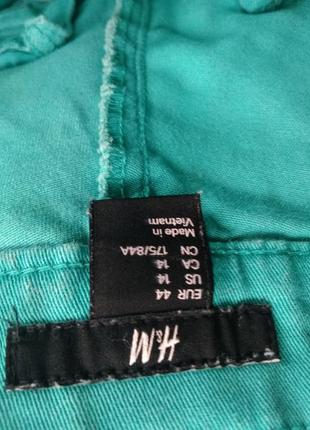 H&M
EUR 44
US 14
CA 14
CN 175/84A
Made in
Vietnam